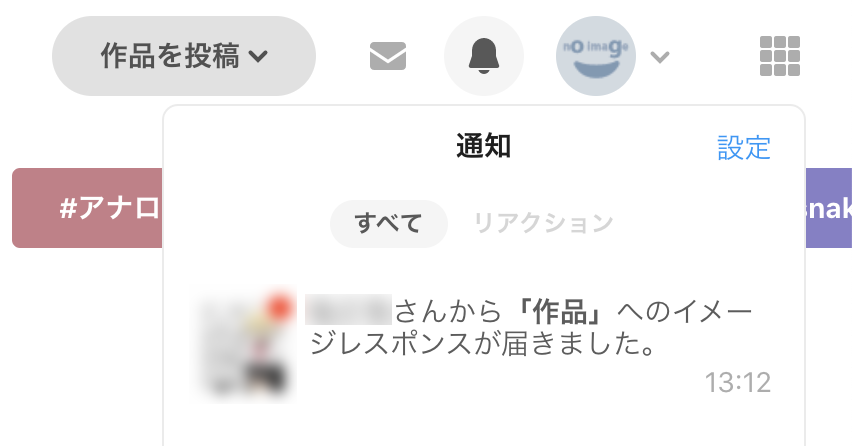 作品を投稿
no image
通知
設定
#アナロ
snak
すべて
リアクション
さんから「作品」へのイメー
ジレスポンスが届きました。
13:12